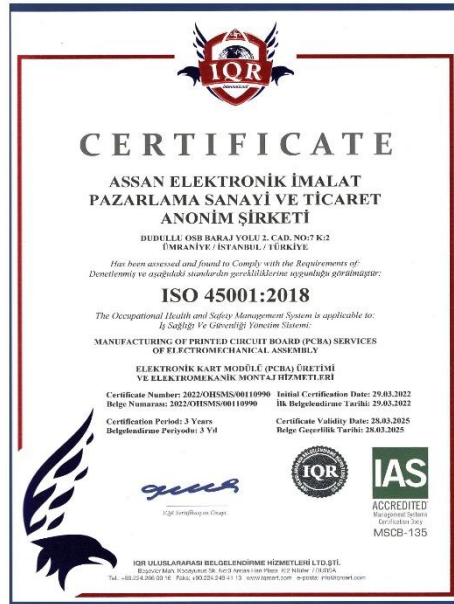 IQR
CERTIFICATE
ASSAN ELEKTRONİK İMALAT
PAZARLAMA SANAYİ VE TİCARET
ANONİM ŞİRKETİ
DUDULLU OSB BARAJ YOLU 2. CAD. NO:7 K:2
ÜMRANİYE / İSTANBUL / TÜRKİYE
Has been assessed and found to Comply with the Requirements of:
Denetlenmiş ve aşağıdaki standardın gerekliliklerine uygunluğu görülmüştür:
ISO 45001:2018
The Occupational Health and Safety Management System is applicable to:
İş Sağlığı Ve Güvenliği Yönetim Sistemi:
MANUFACTURING OF PRINTED CIRCUIT BOARD (PCBA) SERVICES
OF ELECTROMECHANICAL ASSEMBLY
ELEKTRONİK KART MODÜLÜ (PCBA) ÜRETİMİ
VE ELEKTROMEKANİK MONTAJ HİZMETLERİ
Certificate Number: 2022/OHSMS/00110990 Initial Certification Date: 29.03.2022
Belge Numarası: 2022/OHSMS/00110990 İlk Belgelendirme Tarihi: 29.03.2022
Certification Period: 3 Years Certificate Validity Date: 28.03.2025
Belgelendirme Periyodu: 3 Yıl Belge Geçerlilik Tarihi: 28.03.2025
IQR
IAS
ACCREDITED
Management Systems
Certification Body
MSCB-135
IQR Sertifikasyon
IQR ULUSLARARASI BELGELENDİRME HİZMETLERİ LTD.ŞTİ.